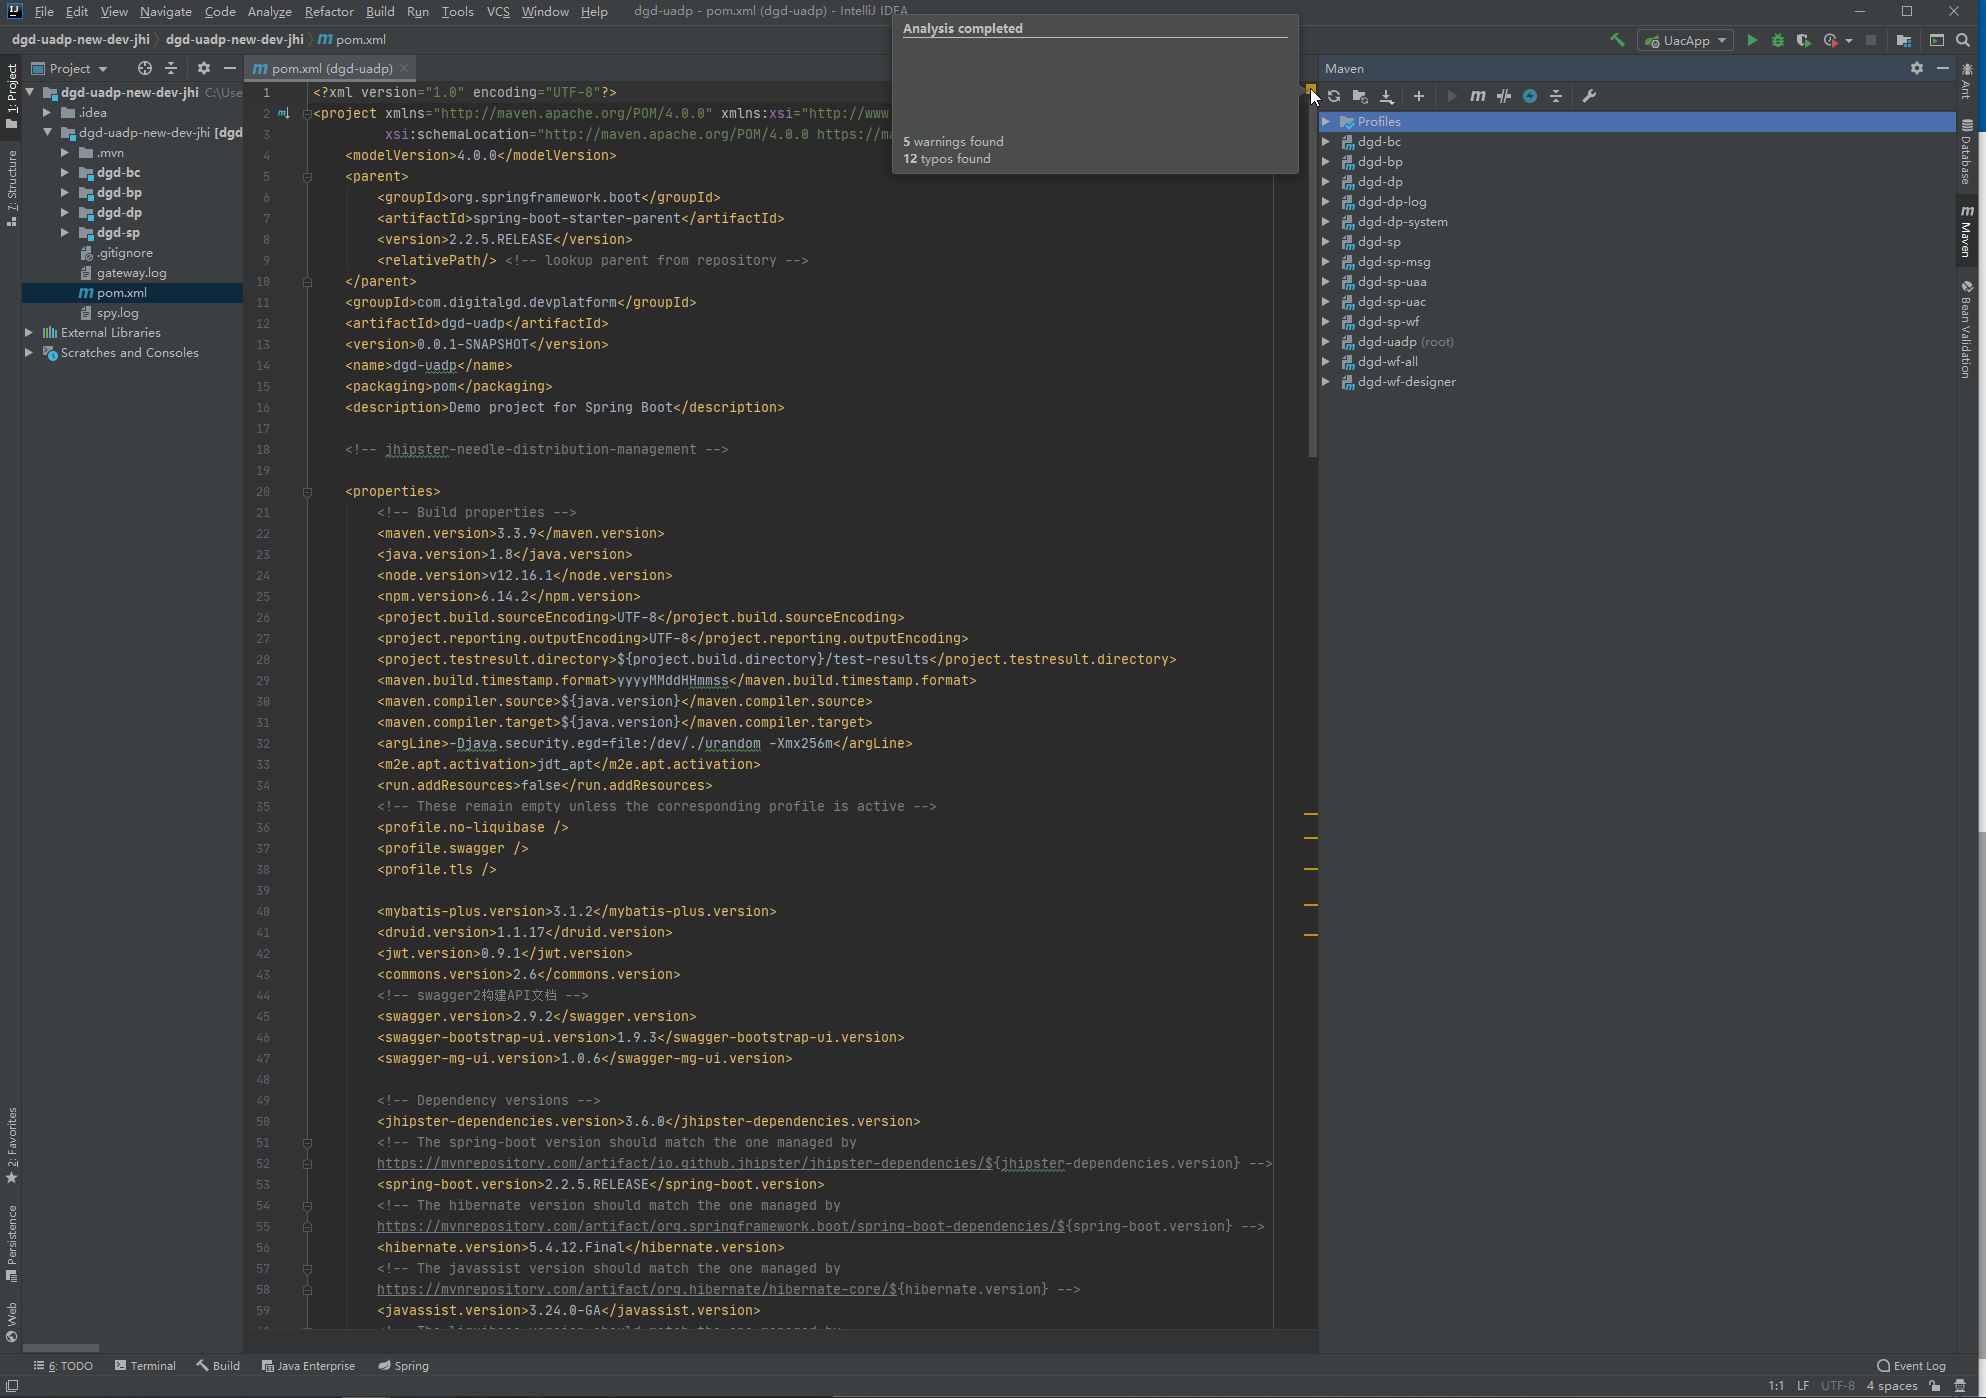 File Edit View Navigate Code Analyze Refactor Build Run Tools VCS Window Help dgd-uadp - pom.xml (dgd-uadp) - IntelliJ IDEA
dgd-uadp-new-dev-jhi dgd-uadp-new-dev-jhi pom.xml
UacApp
Analysis completed
5 warnings found
12 typos found
Project
dgd-uadp-new-dev-jhi C:\Use
.idea
dgd-uadp-new-dev-jhi [dgd
.mvn
dgd-bc
dgd-bp
dgd-dp
dgd-sp
.gitignore
gateway.log
pom.xml
spy.log
External Libraries
Scratches and Consoles
1: Project
7: Structure
2: Favorites
Persistence
Web
pom.xml (dgd-uadp)
1 <?xml version="1.0" encoding="UTF-8"?>
2 <project xmlns="http://maven.apache.org/POM/4.0.0" xmlns:xsi="http://www
3 xsi:schemaLocation="http://maven.apache.org/POM/4.0.0 https://ma
4 <modelVersion>4.0.0</modelVersion>
5 <parent>
6 <groupId>org.springframework.boot</groupId>
7 <artifactId>spring-boot-starter-parent</artifactId>
8 <version>2.2.5.RELEASE</version>
9 <relativePath/> <!-- lookup parent from repository -->
10 </parent>
11 <groupId>com.digitalgd.devplatform</groupId>
12 <artifactId>dgd-uadp</artifactId>
13 <version>0.0.1-SNAPSHOT</version>
14 <name>dgd-uadp</name>
15 <packaging>pom</packaging>
16 <description>Demo project for Spring Boot</description>
17
18 <!-- jhipster-needle-distribution-management -->
19
20 <properties>
21 <!-- Build properties -->
22 <maven.version>3.3.9</maven.version>
23 <java.version>1.8</java.version>
24 <node.version>v12.16.1</node.version>
25 <npm.version>6.14.2</npm.version>
26 <project.build.sourceEncoding>UTF-8</project.build.sourceEncoding>
27 <project.reporting.outputEncoding>UTF-8</project.reporting.outputEncoding>
28 <project.testresult.directory>${project.build.directory}/test-results</project.testresult.directory>
29 <maven.build.timestamp.format>yyyyMMddHHmmss</maven.build.timestamp.format>
30 <maven.compiler.source>${java.version}</maven.compiler.source>
31 <maven.compiler.target>${java.version}</maven.compiler.target>
32 <argLine>-Djava.security.egd=file:/dev/./urandom -Xmx256m</argLine>
33 <m2e.apt.activation>jdt_apt</m2e.apt.activation>
34 <run.addResources>false</run.addResources>
35 <!-- These remain empty unless the corresponding profile is active -->
36 <profile.no-liquibase />
37 <profile.swagger />
38 <profile.tls />
39
40 <mybatis-plus.version>3.1.2</mybatis-plus.version>
41 <druid.version>1.1.17</druid.version>
42 <jwt.version>0.9.1</jwt.version>
43 <commons.version>2.6</commons.version>
44 <!-- swagger2构建API文档 -->
45 <swagger.version>2.9.2</swagger.version>
46 <swagger-bootstrap-ui.version>1.9.3</swagger-bootstrap-ui.version>
47 <swagger-mg-ui.version>1.0.6</swagger-mg-ui.version>
48
49 <!-- Dependency versions -->
50 <jhipster-dependencies.version>3.6.0</jhipster-dependencies.version>
51 <!-- The spring-boot version should match the one managed by
52 https://mvnrepository.com/artifact/io.github.jhipster/jhipster-dependencies/${jhipster-dependencies.version} -->
53 <spring-boot.version>2.2.5.RELEASE</spring-boot.version>
54 <!-- The hibernate version should match the one managed by
55 https://mvnrepository.com/artifact/org.springframework.boot/spring-boot-dependencies/${spring-boot.version} -->
56 <hibernate.version>5.4.12.Final</hibernate.version>
57 <!-- The javassist version should match the one managed by
58 https://mvnrepository.com/artifact/org.hibernate/hibernate-core/${hibernate.version} -->
59 <javassist.version>3.24.0-GA</javassist.version>
Maven
Profiles
dgd-bc
dgd-bp
dgd-dp
dgd-dp-log
dgd-dp-system
dgd-sp
dgd-sp-msg
dgd-sp-uaa
dgd-sp-uac
dgd-sp-wf
dgd-uadp (root)
dgd-wf-all
dgd-wf-designer
Ant
Database
Maven
Bean Validation
6: TODO Terminal Build Java Enterprise Spring Event Log
1:1 LF UTF-8 4 spaces